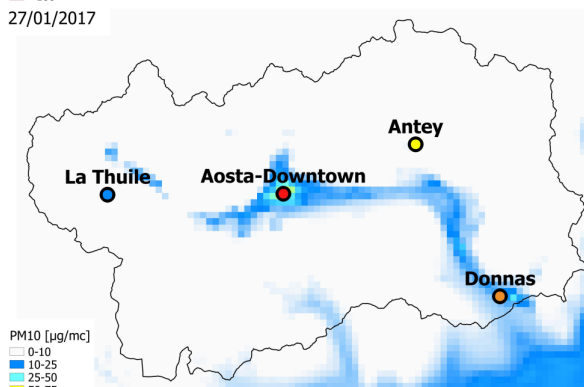 27/01/2017
Antey
La Thuile
Aosta-Downtown
Donnas
PM10 [µg/mc]
0-10
10-25
25-50